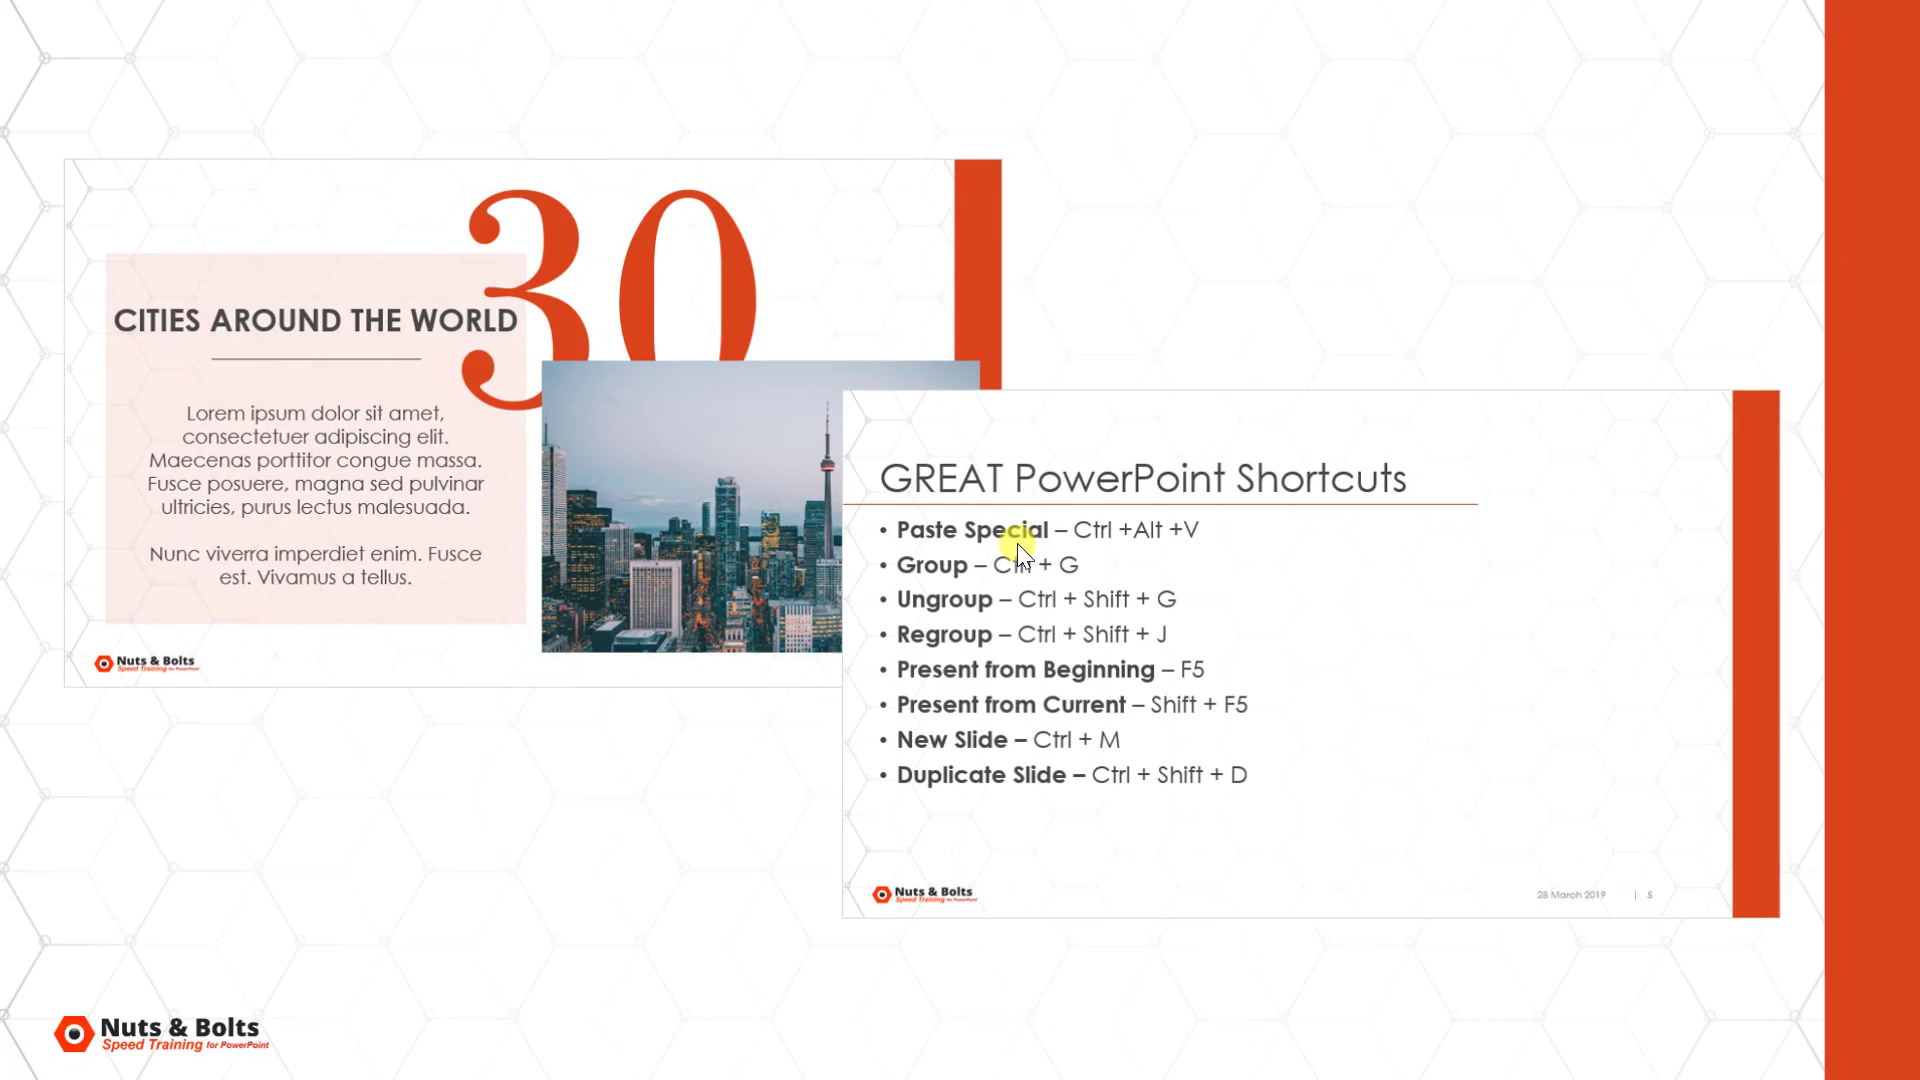 30
CITIES AROUND THE WORLD
Lorem ipsum dolor sit amet,
consectetuer adipiscing elit.
Maecenas porttitor congue massa.
Fusce posuere, magna sed pulvinar
ultricies, purus lectus malesuada.
Nunc viverra imperdiet enim. Fusce
est. Vivamus a tellus.
Nuts & Bolts
Speed Training for PowerPoint
GREAT PowerPoint Shortcuts
• Paste Special – Ctrl +Alt +V
• Group – Ctrl + G
• Ungroup – Ctrl + Shift + G
• Regroup – Ctrl + Shift + J
• Present from Beginning – F5
• Present from Current – Shift + F5
• New Slide – Ctrl + M
• Duplicate Slide – Ctrl + Shift + D
Nuts & Bolts
Speed Training for PowerPoint
28 March 2019 | 5
Nuts & Bolts
Speed Training for PowerPoint